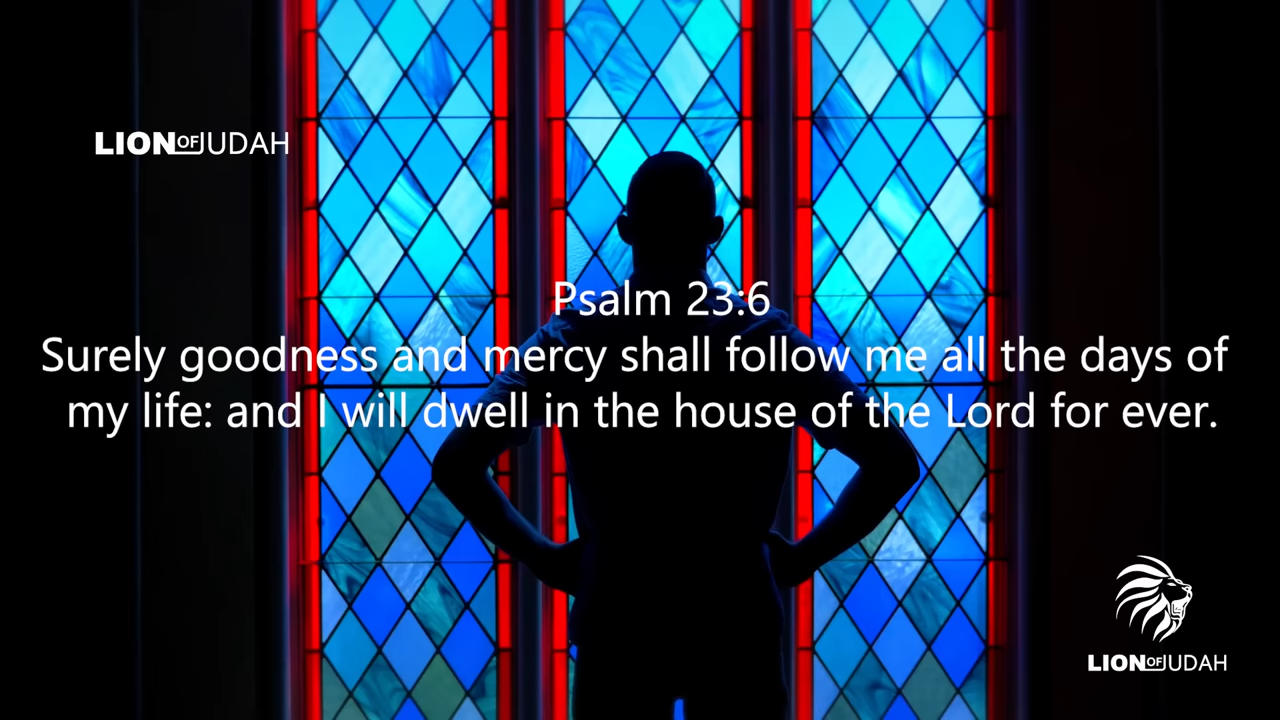 LION OF JUDAH
Psalm 23:6
Surely goodness and mercy shall follow me all the days of
my life: and I will dwell in the house of the Lord for ever.
LION OF JUDAH